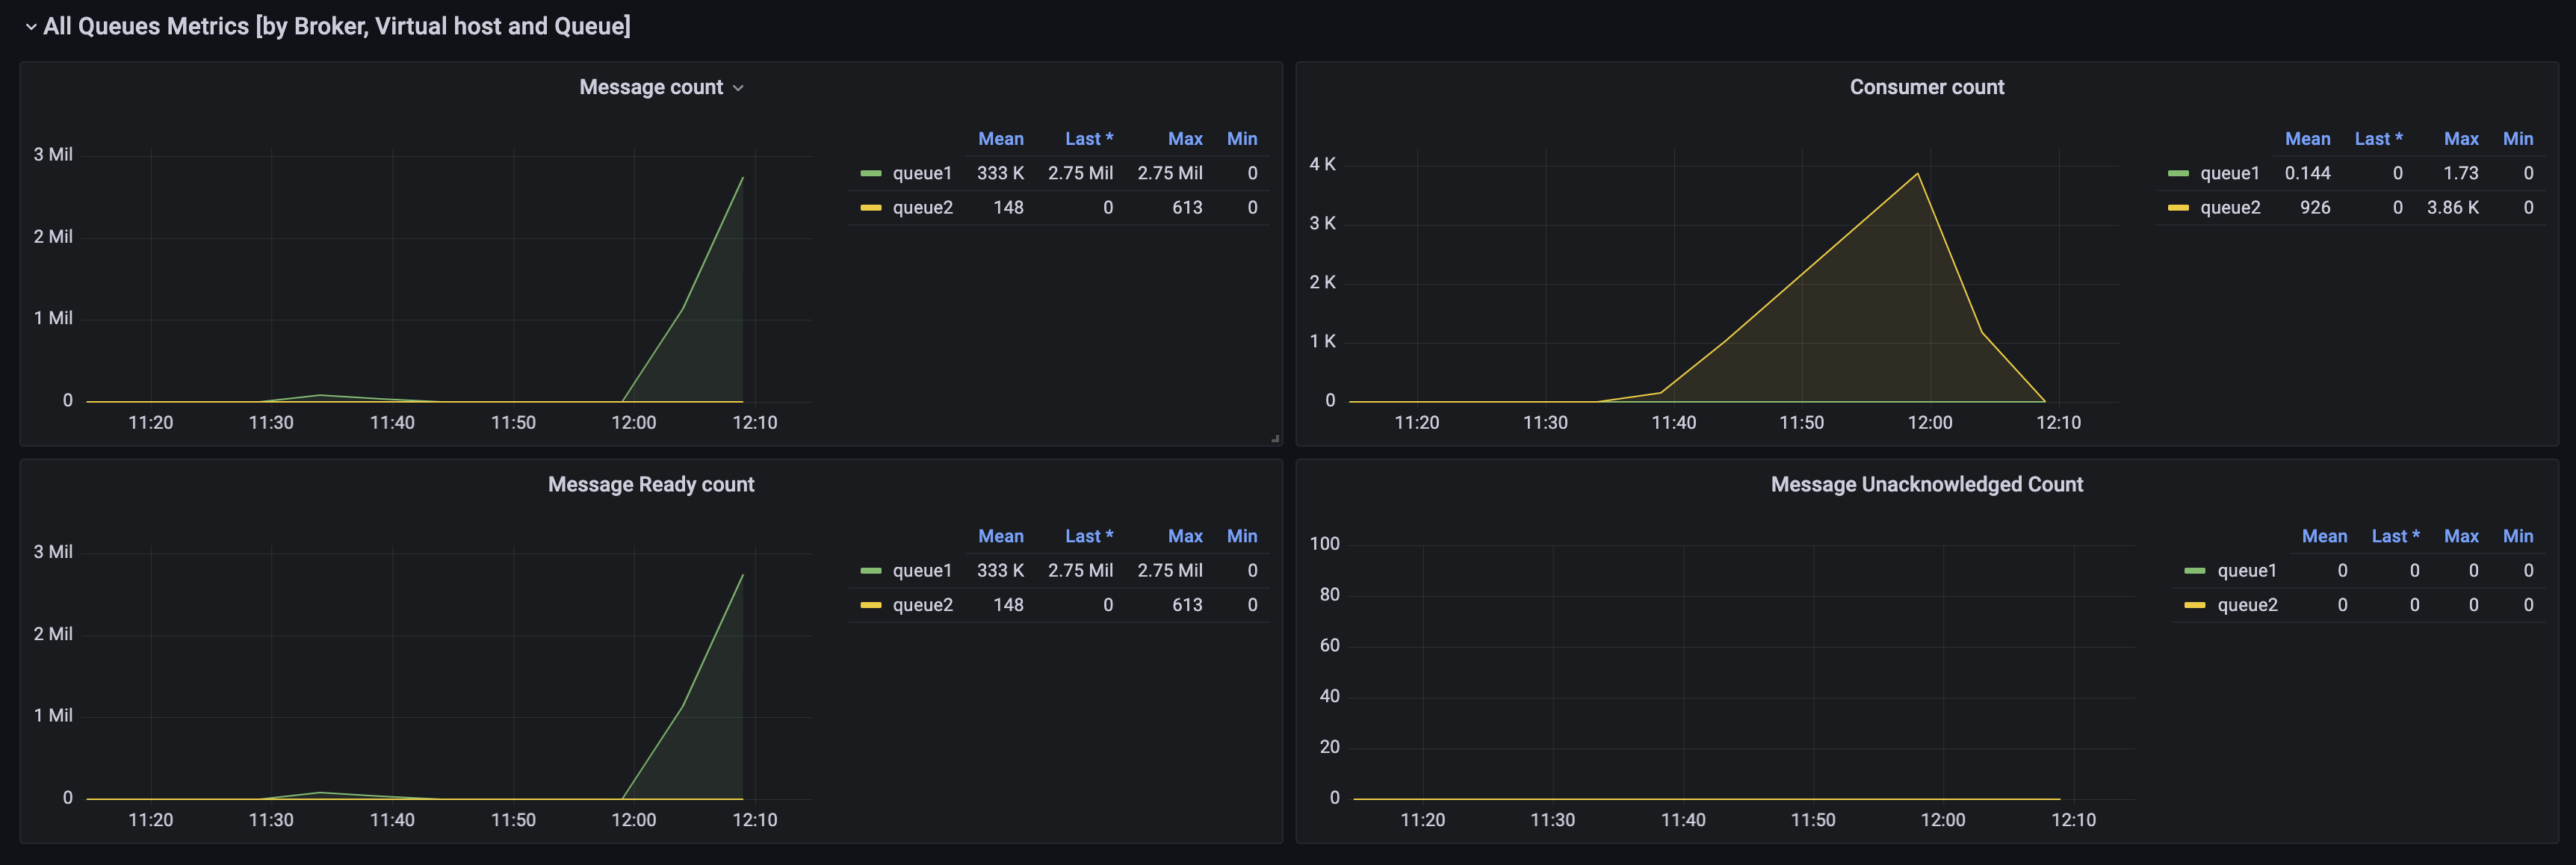 All Queues Metrics [by Broker, Virtual host and Queue]
Message count
3 Mil
2 Mil
1 Mil
0
11:20 11:30 11:40 11:50 12:00 12:10
Mean Last * Max Min
queue1 333 K 2.75 Mil 2.75 Mil 0
queue2 148 0 613 0
Consumer count
4 K
3 K
2 K
1 K
0
11:20 11:30 11:40 11:50 12:00 12:10
Mean Last * Max Min
queue1 0.144 0 1.73 0
queue2 926 0 3.86 K 0
Message Ready count
3 Mil
2 Mil
1 Mil
0
11:20 11:30 11:40 11:50 12:00 12:10
Mean Last * Max Min
queue1 333 K 2.75 Mil 2.75 Mil 0
queue2 148 0 613 0
Message Unacknowledged Count
100
80
60
40
20
0
11:20 11:30 11:40 11:50 12:00 12:10
Mean Last * Max Min
queue1 0 0 0 0
queue2 0 0 0 0